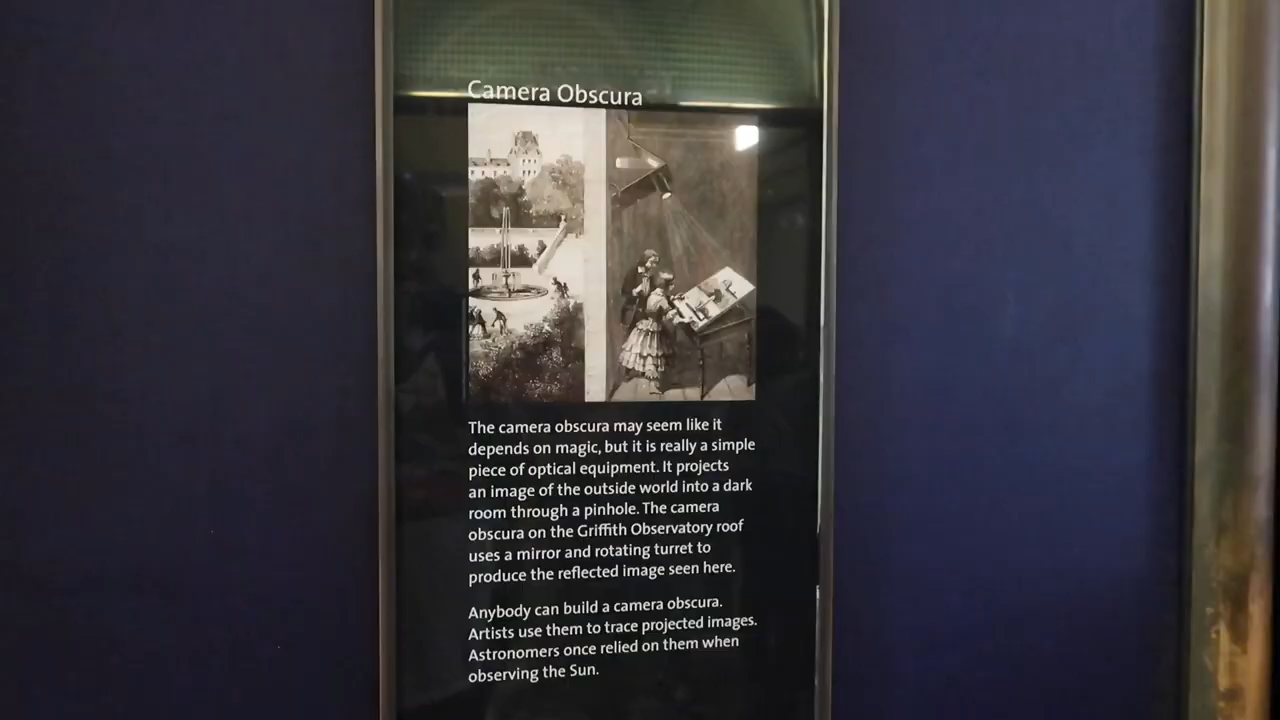 Camera Obscura
The camera obscura may seem like it
depends on magic, but it is really a simple
piece of optical equipment. It projects
an image of the outside world into a dark
room through a pinhole. The camera
obscura on the Griffith Observatory roof
uses a mirror and rotating turret to
produce the reflected image seen here.
Anybody can build a camera obscura.
Artists use them to trace projected images.
Astronomers once relied on them when
observing the Sun.